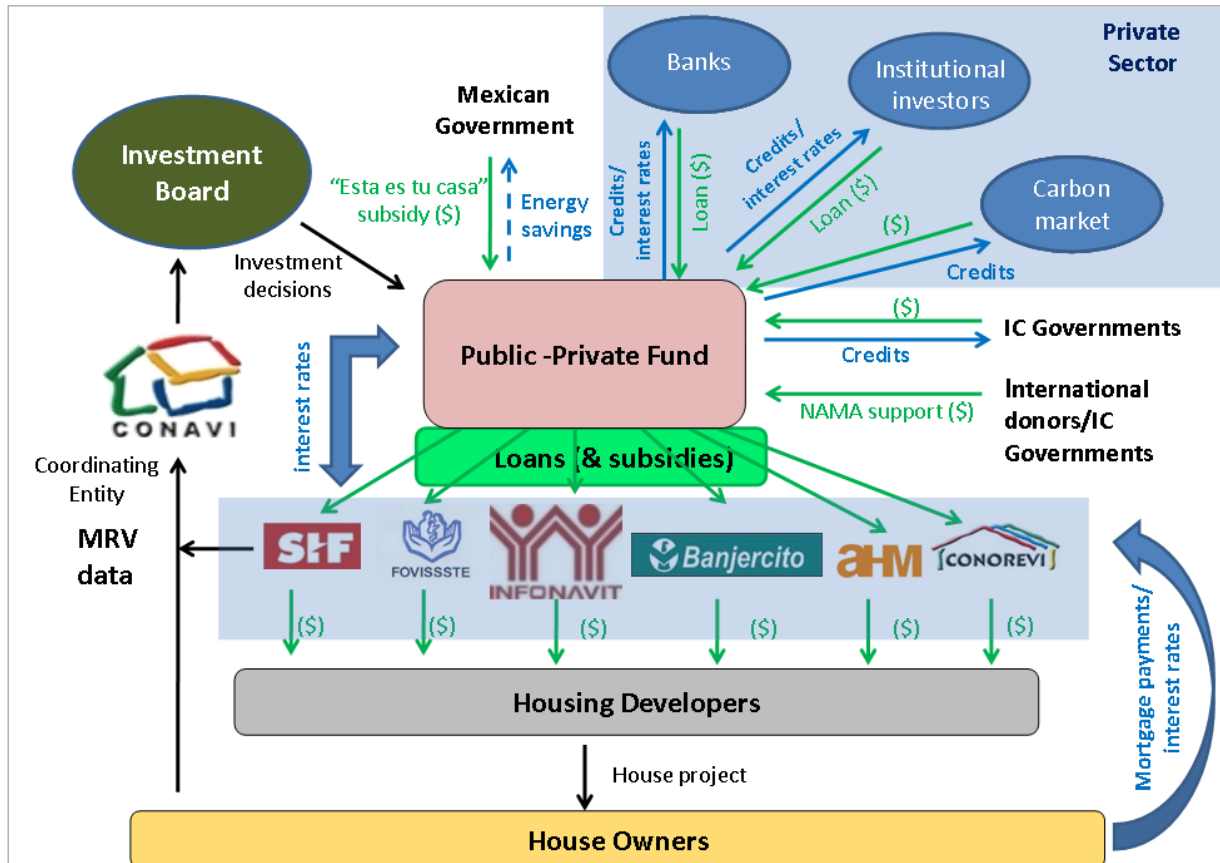 Private
Sector
Banks
Institutional
investors
Carbon
market
Mexican
Government
Investment
Board
"Esta es tu casa"
subsidy ($)
Energy
savings
Credits/
interest rates
Loan ($)
Credits/
interest rates
Loan ($)
($)
Credits
Investment
decisions
Public -Private Fund
($)
IC Governments
Credits
International
donors/IC
Governments
NAMA support ($)
interest rates
CONAVI
Coordinating
Entity
Loans (& subsidies)
MRV
data
SHF
FOVISSSTE
INFONAVIT
Banjercito
aHM
CONOREVI
($)
($)
($)
($)
($)
($)
Mortgage payments/
interest rates
Housing Developers
House project
House Owners